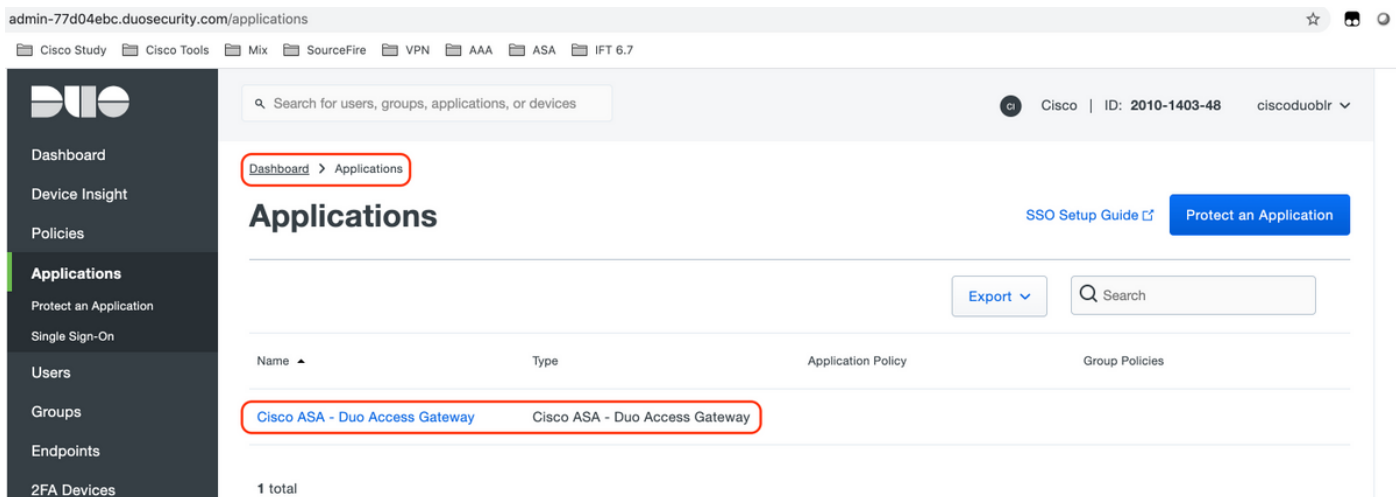 admin-77d04ebc.duosecurity.com/applications
Cisco Study Cisco Tools Mix SourceFire VPN AAA ASA IFT 6.7
DUO
Search for users, groups, applications, or devices
CI Cisco | ID: 2010-1403-48 ciscoduoblr
Dashboard
Device Insight
Policies
Applications
Protect an Application
Single Sign-On
Users
Groups
Endpoints
2FA Devices
Dashboard > Applications
Applications
SSO Setup Guide
Protect an Application
Export
Search
Name Type Application Policy Group Policies
Cisco ASA - Duo Access Gateway Cisco ASA - Duo Access Gateway
1 total